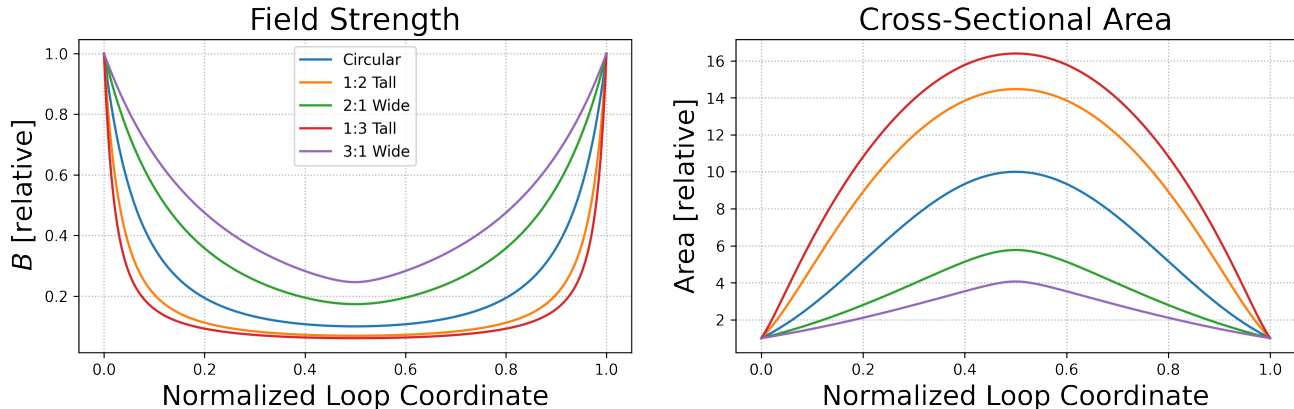 Field Strength
B [relative]
1.0
0.8
0.6
0.4
0.2
Circular
1:2 Tall
2:1 Wide
1:3 Tall
3:1 Wide
0.0 0.2 0.4 0.6 0.8 1.0
Normalized Loop Coordinate
Cross-Sectional Area
Area [relative]
16
14
12
10
8
6
4
2
0.0 0.2 0.4 0.6 0.8 1.0
Normalized Loop Coordinate